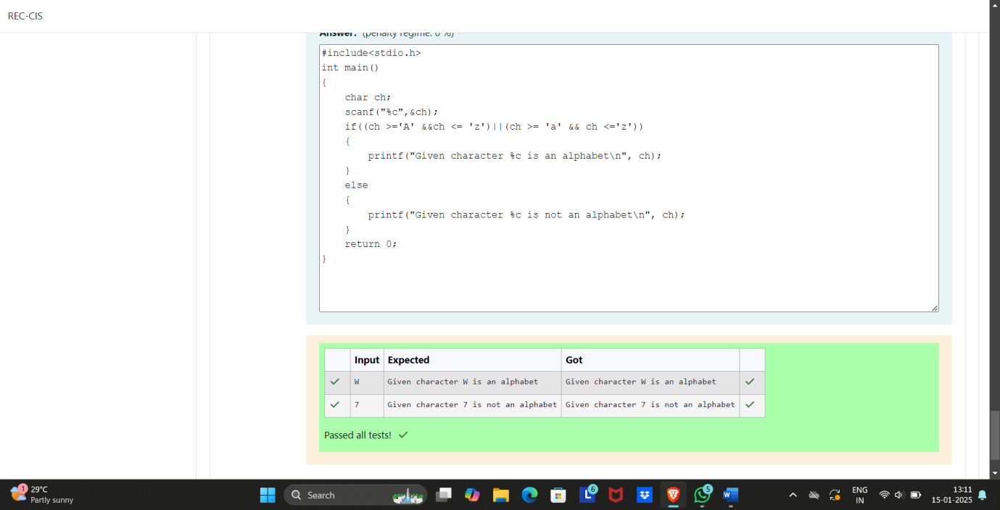 REC-CIS
Answer: (penalty regime: 0 %)
#include<stdio.h>
int main()
{
    char ch;
    scanf("%c",&ch);
    if((ch >='A' &&ch <= 'z')||(ch >= 'a' && ch <='z'))
    {
        printf("Given character %c is an alphabet\n", ch);
    }
    else
    {
        printf("Given character %c is not an alphabet\n", ch);
    }
    return 0;
}
Input Expected Got
W Given character W is an alphabet Given character W is an alphabet
7 Given character 7 is not an alphabet Given character 7 is not an alphabet
Passed all tests!
1 29°C
Partly sunny
Search
L 6
5
W
ENG
IN
13:11
15-01-2025